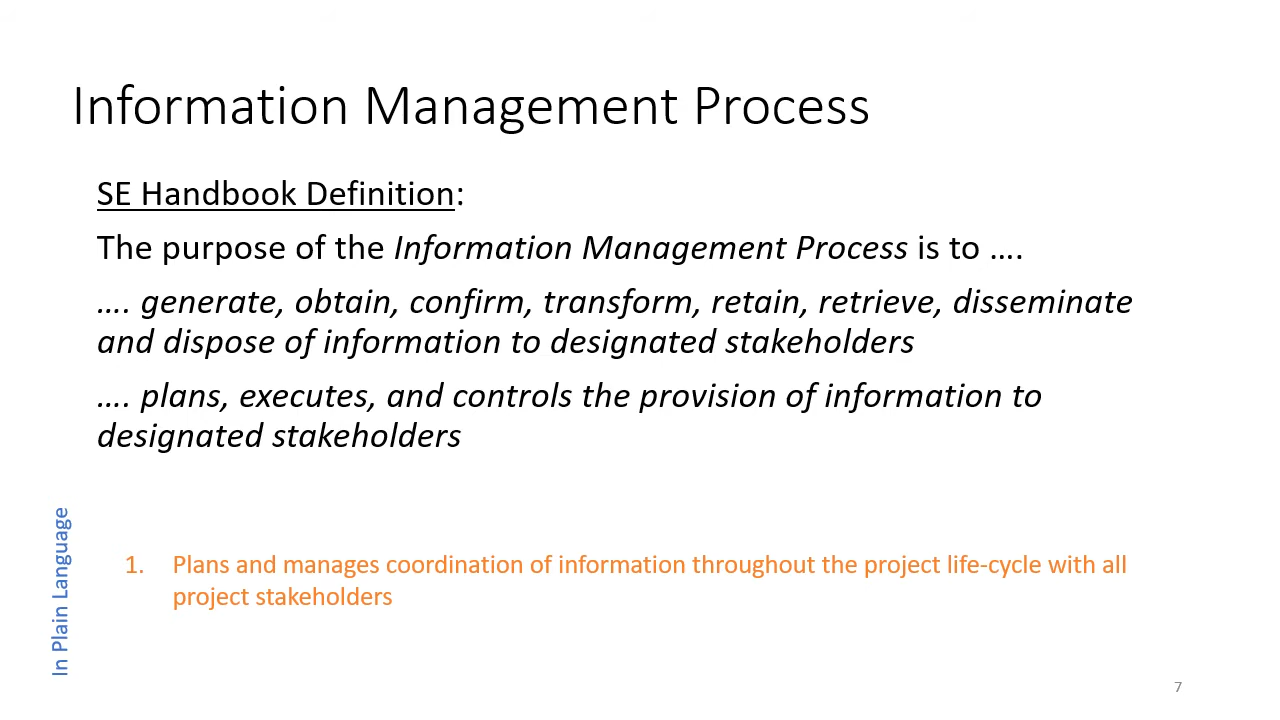 Information Management Process
SE Handbook Definition:
The purpose of the Information Management Process is to ….
…. generate, obtain, confirm, transform, retain, retrieve, disseminate
and dispose of information to designated stakeholders
…. plans, executes, and controls the provision of information to
designated stakeholders
In Plain Language
1. Plans and manages coordination of information throughout the project life-cycle with all
project stakeholders
7